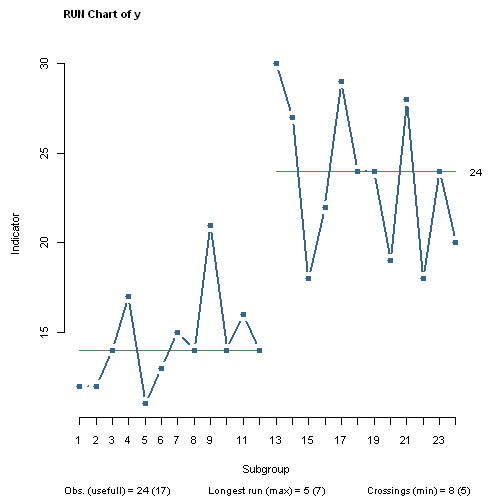 RUN Chart of y
30
25
20
15
Indicator
24
1 2 3 4 5 6 7 8 9 11 13 15 17 19 21 23
Subgroup
Obs. (usefull) = 24 (17) Longest run (max) = 5 (7) Crossings (min) = 8 (5)